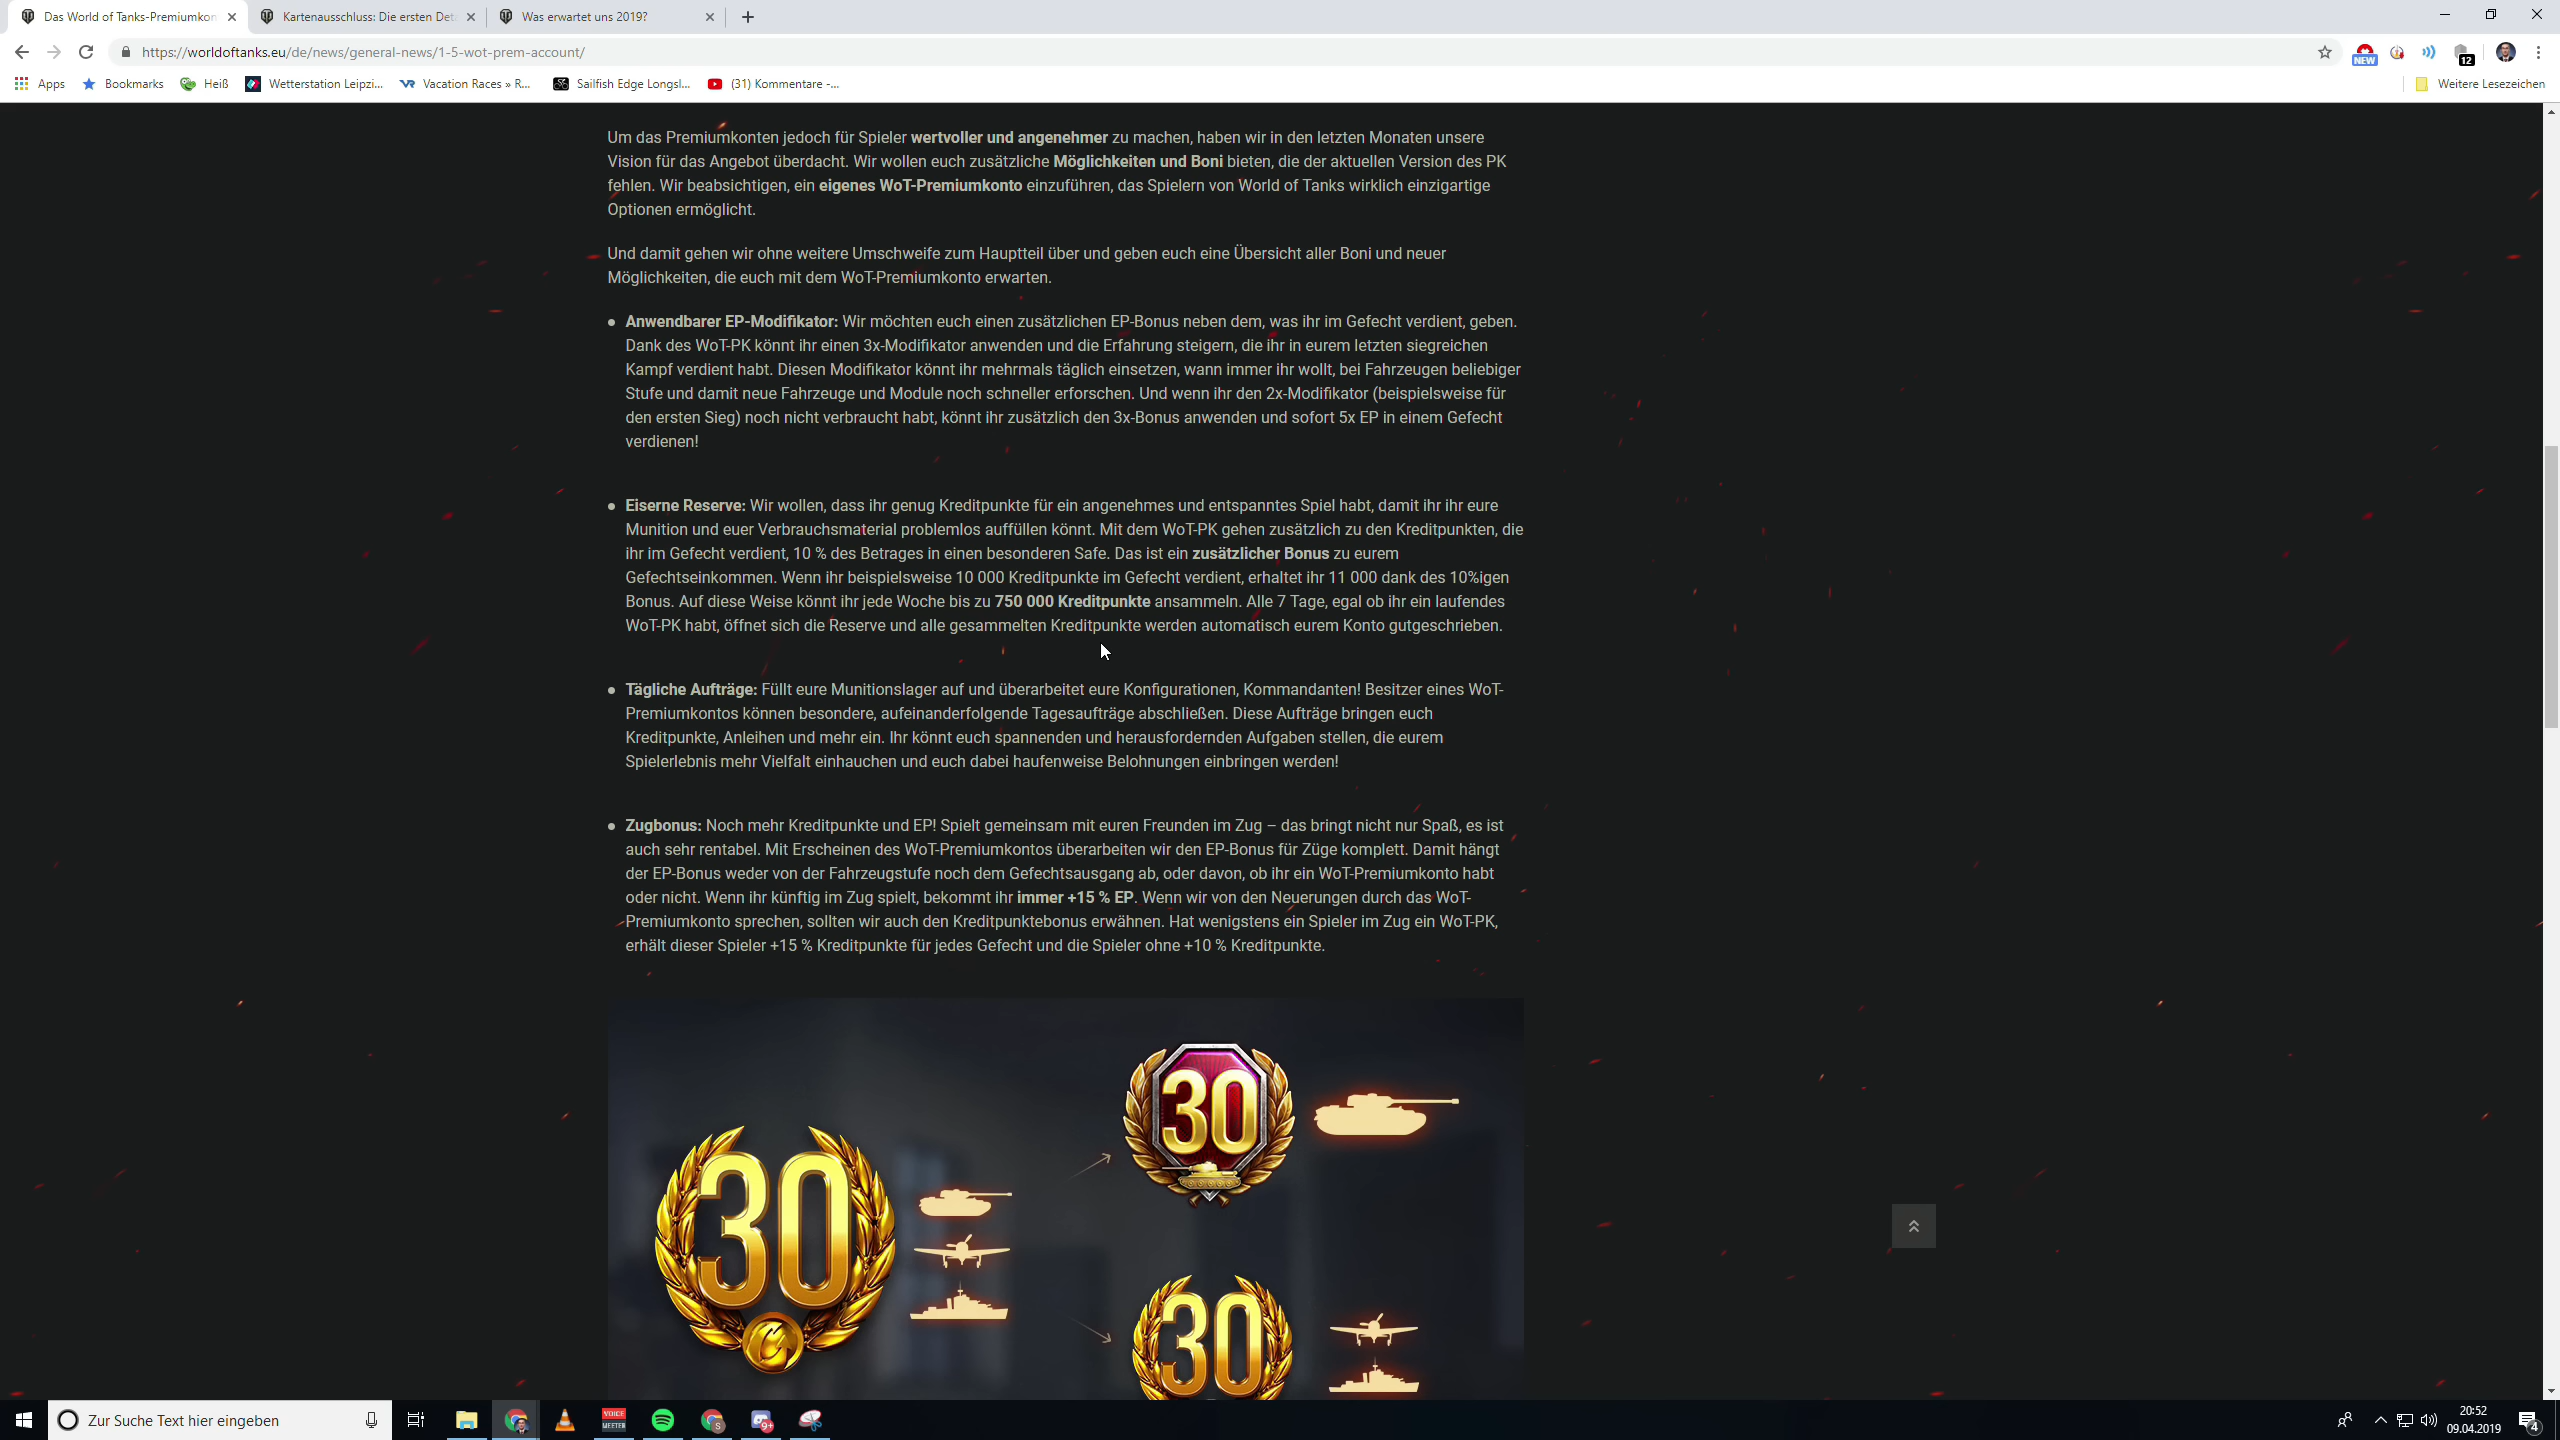 Das World of Tanks-Premiumkon
Kartenausschluss: Die ersten Deta
Was erwartet uns 2019?
https://worldoftanks.eu/de/news/general-news/1-5-wot-prem-account/
NEW
12
Apps
Bookmarks
Heiß
Wetterstation Leipzi...
Vacation Races » R...
Sailfish Edge Longsl...
(31) Kommentare -...
Weitere Lesezeichen
Um das Premiumkonten jedoch für Spieler wertvoller und angenehmer zu machen, haben wir in den letzten Monaten unsere
Vision für das Angebot überdacht. Wir wollen euch zusätzliche Möglichkeiten und Boni bieten, die der aktuellen Version des PK
fehlen. Wir beabsichtigen, ein eigenes WoT-Premiumkonto einzuführen, das Spielern von World of Tanks wirklich einzigartige
Optionen ermöglicht.
Und damit gehen wir ohne weitere Umschweife zum Hauptteil über und geben euch eine Übersicht aller Boni und neuer
Möglichkeiten, die euch mit dem WoT-Premiumkonto erwarten.
Anwendbarer EP-Modifikator: Wir möchten euch einen zusätzlichen EP-Bonus neben dem, was ihr im Gefecht verdient, geben.
Dank des WoT-PK könnt ihr einen 3x-Modifikator anwenden und die Erfahrung steigern, die ihr in eurem letzten siegreichen
Kampf verdient habt. Diesen Modifikator könnt ihr mehrmals täglich einsetzen, wann immer ihr wollt, bei Fahrzeugen beliebiger
Stufe und damit neue Fahrzeuge und Module noch schneller erforschen. Und wenn ihr den 2x-Modifikator (beispielsweise für
den ersten Sieg) noch nicht verbraucht habt, könnt ihr zusätzlich den 3x-Bonus anwenden und sofort 5x EP in einem Gefecht
verdienen!
Eiserne Reserve: Wir wollen, dass ihr genug Kreditpunkte für ein angenehmes und entspanntes Spiel habt, damit ihr ihr eure
Munition und euer Verbrauchsmaterial problemlos auffüllen könnt. Mit dem WoT-PK gehen zusätzlich zu den Kreditpunkten, die
ihr im Gefecht verdient, 10 % des Betrages in einen besonderen Safe. Das ist ein zusätzlicher Bonus zu eurem
Gefechtseinkommen. Wenn ihr beispielsweise 10 000 Kreditpunkte im Gefecht verdient, erhaltet ihr 11 000 dank des 10%igen
Bonus. Auf diese Weise könnt ihr jede Woche bis zu 750 000 Kreditpunkte ansammeln. Alle 7 Tage, egal ob ihr ein laufendes
WoT-PK habt, öffnet sich die Reserve und alle gesammelten Kreditpunkte werden automatisch eurem Konto gutgeschrieben.
Tägliche Aufträge: Füllt eure Munitionslager auf und überarbeitet eure Konfigurationen, Kommandanten! Besitzer eines WoT-
Premiumkontos können besondere, aufeinanderfolgende Tagesaufträge abschließen. Diese Aufträge bringen euch
Kreditpunkte, Anleihen und mehr ein. Ihr könnt euch spannenden und herausfordernden Aufgaben stellen, die eurem
Spielerlebnis mehr Vielfalt einhauchen und euch dabei haufenweise Belohnungen einbringen werden!
Zugbonus: Noch mehr Kreditpunkte und EP! Spielt gemeinsam mit euren Freunden im Zug – das bringt nicht nur Spaß, es ist
auch sehr rentabel. Mit Erscheinen des WoT-Premiumkontos überarbeiten wir den EP-Bonus für Züge komplett. Damit hängt
der EP-Bonus weder von der Fahrzeugstufe noch dem Gefechtsausgang ab, oder davon, ob ihr ein WoT-Premiumkonto habt
oder nicht. Wenn ihr künftig im Zug spielt, bekommt ihr immer +15 % EP. Wenn wir von den Neuerungen durch das WoT-
Premiumkonto sprechen, sollten wir auch den Kreditpunktebonus erwähnen. Hat wenigstens ein Spieler im Zug ein WoT-PK,
erhält dieser Spieler +15 % Kreditpunkte für jedes Gefecht und die Spieler ohne +10 % Kreditpunkte.
30
30
30
Zur Suche Text hier eingeben
VOICE
MEETER
S
9+
20:52
09.04.2019
4